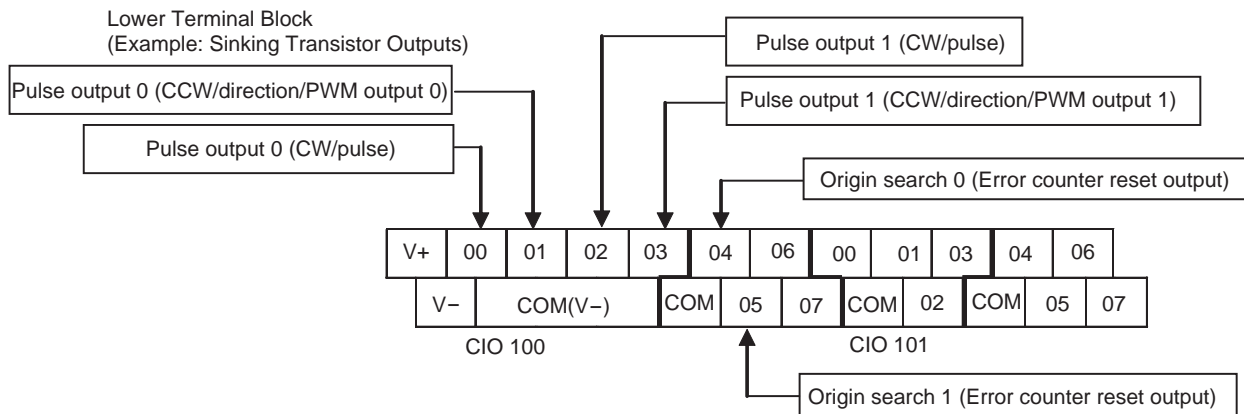 Lower Terminal Block
(Example: Sinking Transistor Outputs)
Pulse output 1 (CW/pulse)
Pulse output 0 (CCW/direction/PWM output 0)
Pulse output 1 (CCW/direction/PWM output 1)
Pulse output 0 (CW/pulse)
Origin search 0 (Error counter reset output)
V+ 00 01 02 03 04 06 00 01 03 04 06
V− COM(V−) COM 05 07 COM 02 COM 05 07
CIO 100 CIO 101
Origin search 1 (Error counter reset output)